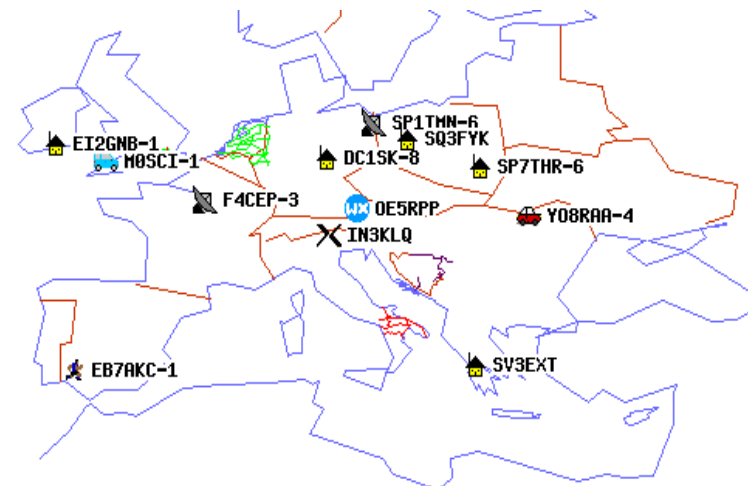 SP1TMN-6
SQ3FYK
EI2GNB-1
M0SCI-1
DC1SK-8
SP7THR-6
F4CEP-3
WX OE5RPP
YO8RAA-4
IN3KLQ
EB7AKC-1
SV3EXT